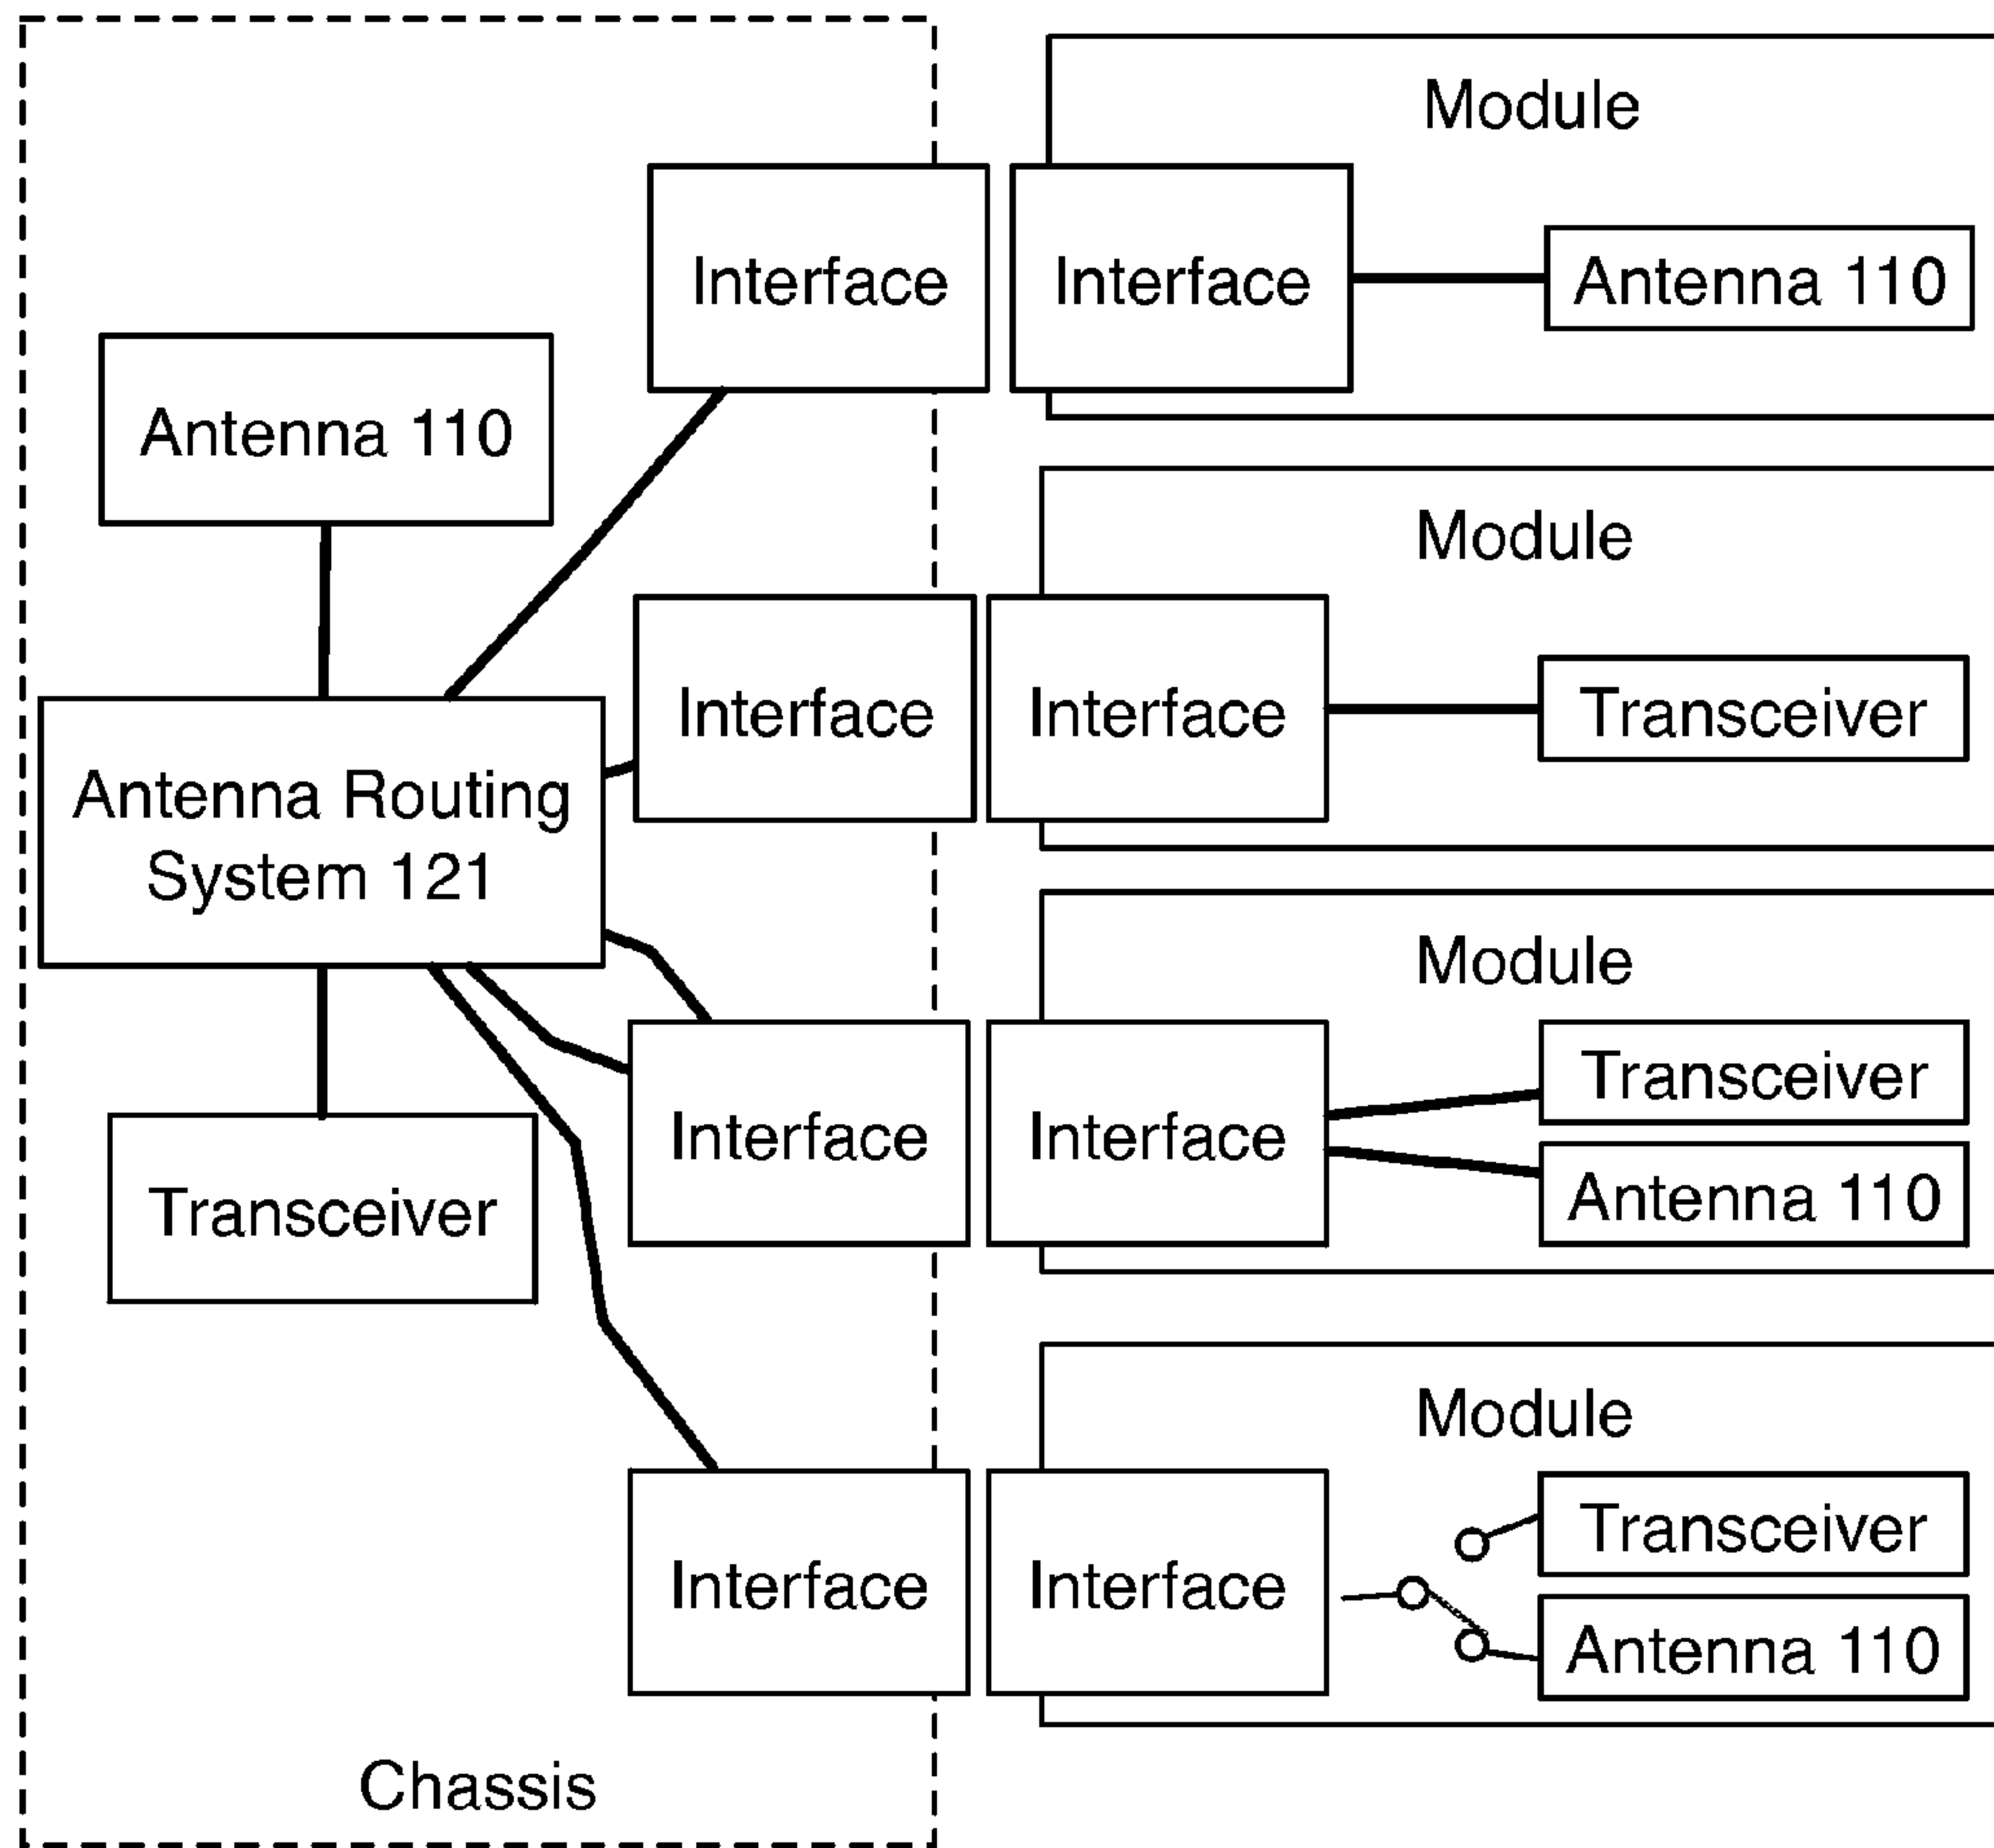 Module
Interface
Interface
Antenna 110
Antenna 110
Module
Interface
Interface
Transceiver
Antenna Routing
System 121
Module
Transceiver
Interface
Interface
Antenna 110
Transceiver
Module
Transceiver
Interface
Interface
Antenna 110
Chassis